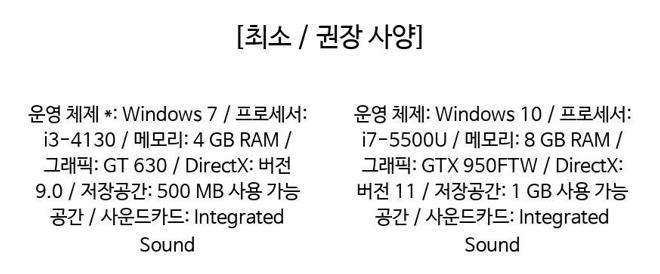 [최소 / 권장 사양]
운영 체제 *: Windows 7 / 프로세서:
i3-4130 / 메모리: 4 GB RAM /
그래픽: GT 630 / DirectX: 버전
9.0 / 저장공간: 500 MB 사용 가능
공간 / 사운드카드: Integrated
Sound
운영 체제: Windows 10 / 프로세서:
i7-5500U / 메모리: 8 GB RAM /
그래픽: GTX 950FTW / DirectX:
버전 11 / 저장공간: 1 GB 사용 가능
공간 / 사운드카드: Integrated
Sound